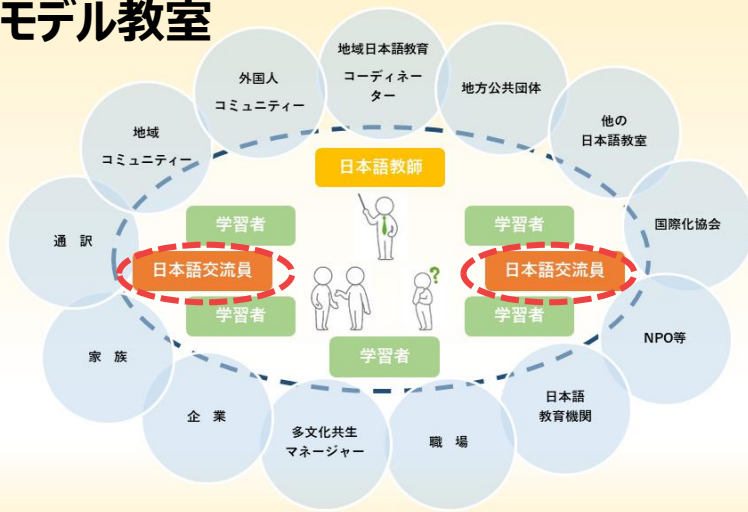 モデル教室
地域日本語教育
コーディネー
ター
外国人
コミュニティー
地方公共団体
他の
日本語教室
地域
コミュニティー
日本語教師
学習者
学習者
国際化協会
通 訳
日本語交流員
日本語交流員
?
学習者
学習者
NPO等
家 族
学習者
日本語
教育機関
企 業
多文化共生
マネージャー
職 場